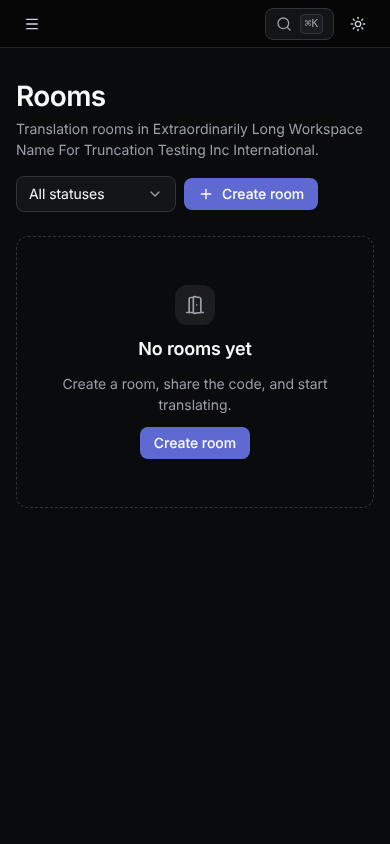 ⌘K
Rooms
Translation rooms in Extraordinarily Long Workspace
Name For Truncation Testing Inc International.
All statuses
Create room
No rooms yet
Create a room, share the code, and start
translating.
Create room